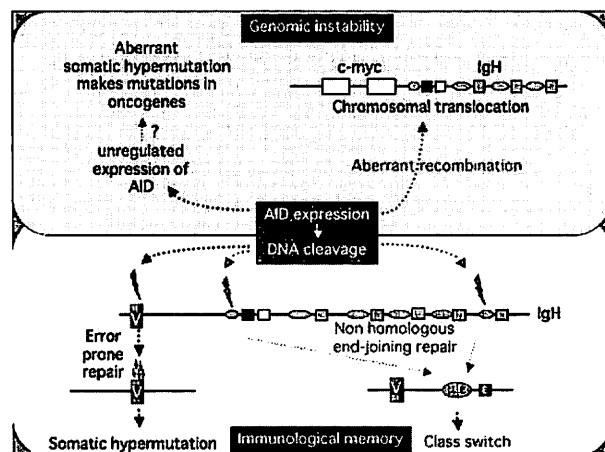 Genomic instability
Aberrant
somatic hypermutation
makes mutations in
oncogenes
?
unregulated
expression of
AID
c-myc
IgH
Chromosomal translocation
Aberrant recombination
AID expression
DNA cleavage
V
IgH
Error
prone
repair
Non homologous
end-joining repair
V
V
Somatic hypermutation
Immunological memory
Class switch